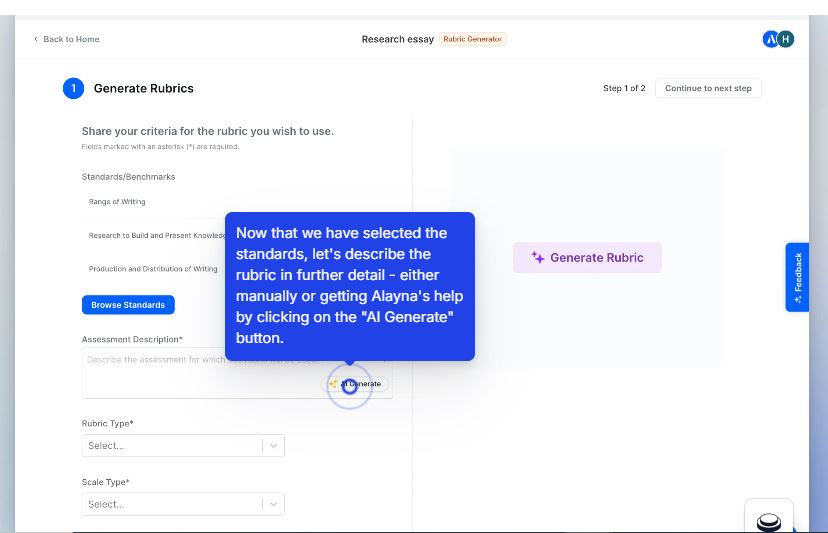 Back to Home
Research essay
Rubric Generator
H
1
Generate Rubrics
Step 1 of 2
Continue to next step
Share your criteria for the rubric you wish to use.
Fields marked with an asterisk (*) are required.
Standards/Benchmarks
Range of Writing
Research to Build and Present
Production and Distribution of Writing
Browse Standards
Now that we have selected the
standards, let's describe the
rubric in further detail - either
manually or getting Alayna's help
by clicking on the "AI Generate"
button.
Assessment Description*
Describe the assessment for which
AI Generate
Rubric Type*
Select...
Scale Type*
Select...
Generate Rubric
Feedback